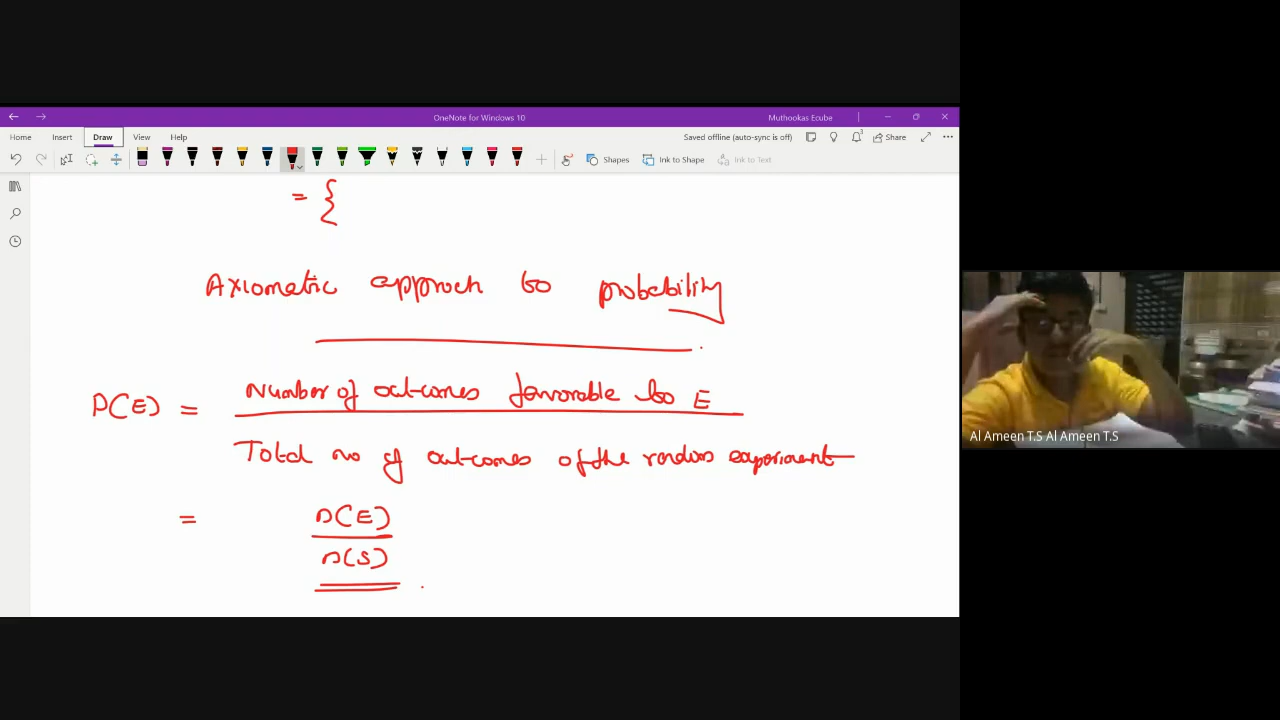 OneNote for Windows 10
Muthookas Ecube
Home Insert Draw View Help
Saved offline (auto-sync is off)
Share
Shapes
Ink to Shape
Ink to Text
= {
Axiomatic approch to probability
P(E) = Number of outcomes favorable to E
Total no of outcomes of the random experiment
= n(E)
n(S)
Al Ameen T.S Al Ameen T.S